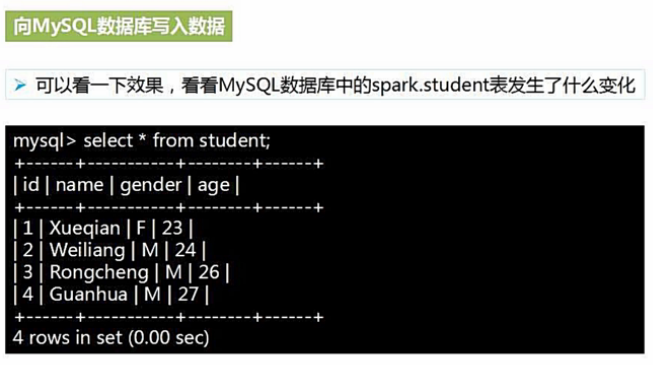 向MySQL数据库写入数据
➢ 可以看一下效果，看看MySQL数据库中的spark.student表发生了什么变化
mysql> select * from student;
+------+-----------+--------+------+
| id | name | gender | age |
+------+-----------+--------+------+
| 1 | Xueqian | F | 23 |
| 2 | Weiliang | M | 24 |
| 3 | Rongcheng | M | 26 |
| 4 | Guanhua | M | 27 |
+------+-----------+--------+------+
4 rows in set (0.00 sec)